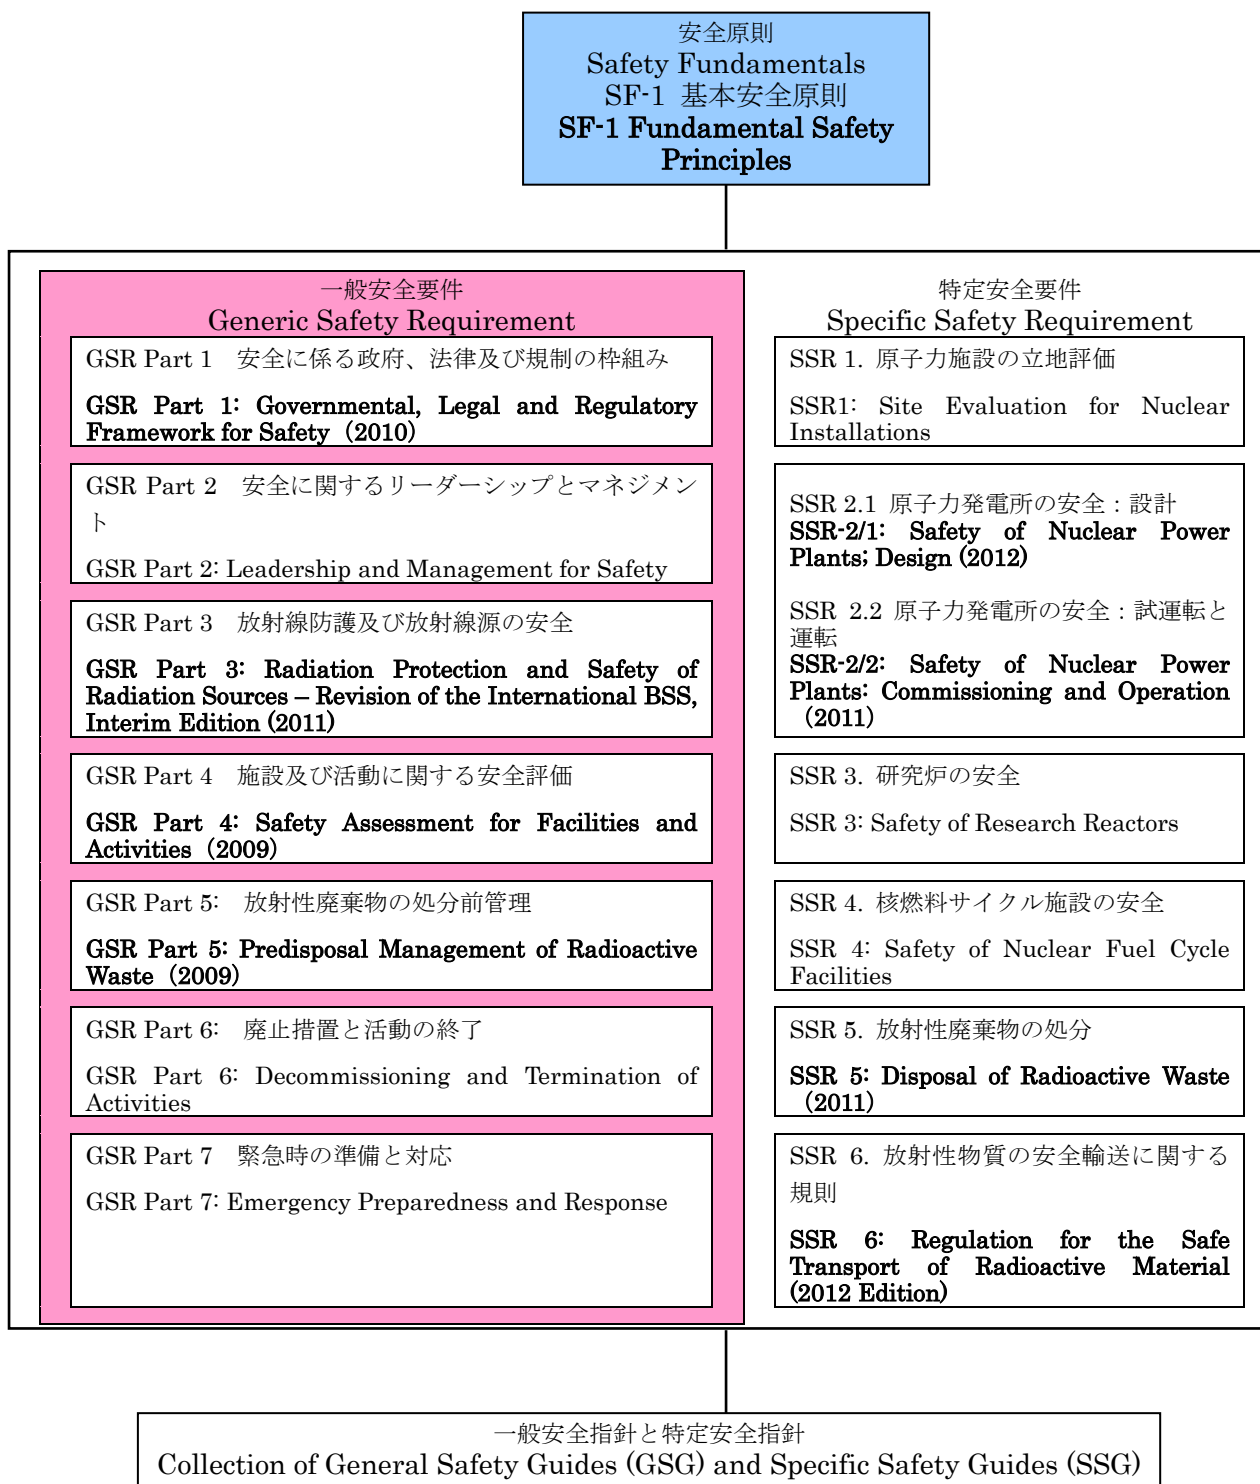 安全原則
Safety Fundamentals
SF-1 基本安全原則
SF-1 Fundamental Safety
Principles
一般安全要件
Generic Safety Requirement
GSR Part 1 安全に係る政府、法律及び規制の枠組み
GSR Part 1: Governmental, Legal and Regulatory
Framework for Safety (2010)
GSR Part 2 安全に関するリーダーシップとマネジメン
ト
GSR Part 2: Leadership and Management for Safety
GSR Part 3 放射線防護及び放射線源の安全
GSR Part 3: Radiation Protection and Safety of
Radiation Sources – Revision of the International BSS,
Interim Edition (2011)
GSR Part 4 施設及び活動に関する安全評価
GSR Part 4: Safety Assessment for Facilities and
Activities (2009)
GSR Part 5: 放射性廃棄物の処分前管理
GSR Part 5: Predisposal Management of Radioactive
Waste (2009)
GSR Part 6: 廃止措置と活動の終了
GSR Part 6: Decommissioning and Termination of
Activities
GSR Part 7 緊急時の準備と対応
GSR Part 7: Emergency Preparedness and Response
特定安全要件
Specific Safety Requirement
SSR 1. 原子力施設の立地評価
SSR1: Site Evaluation for Nuclear
Installations
SSR 2.1 原子力発電所の安全：設計
SSR-2/1: Safety of Nuclear Power
Plants; Design (2012)
SSR 2.2 原子力発電所の安全：試運転と
運転
SSR-2/2: Safety of Nuclear Power
Plants: Commissioning and Operation
(2011)
SSR 3. 研究炉の安全
SSR 3: Safety of Research Reactors
SSR 4. 核燃料サイクル施設の安全
SSR 4: Safety of Nuclear Fuel Cycle
Facilities
SSR 5. 放射性廃棄物の処分
SSR 5: Disposal of Radioactive Waste
(2011)
SSR 6. 放射性物質の安全輸送に関する
規則
SSR 6: Regulation for the Safe
Transport of Radioactive Material
(2012 Edition)
一般安全指針と特定安全指針
Collection of General Safety Guides (GSG) and Specific Safety Guides (SSG)